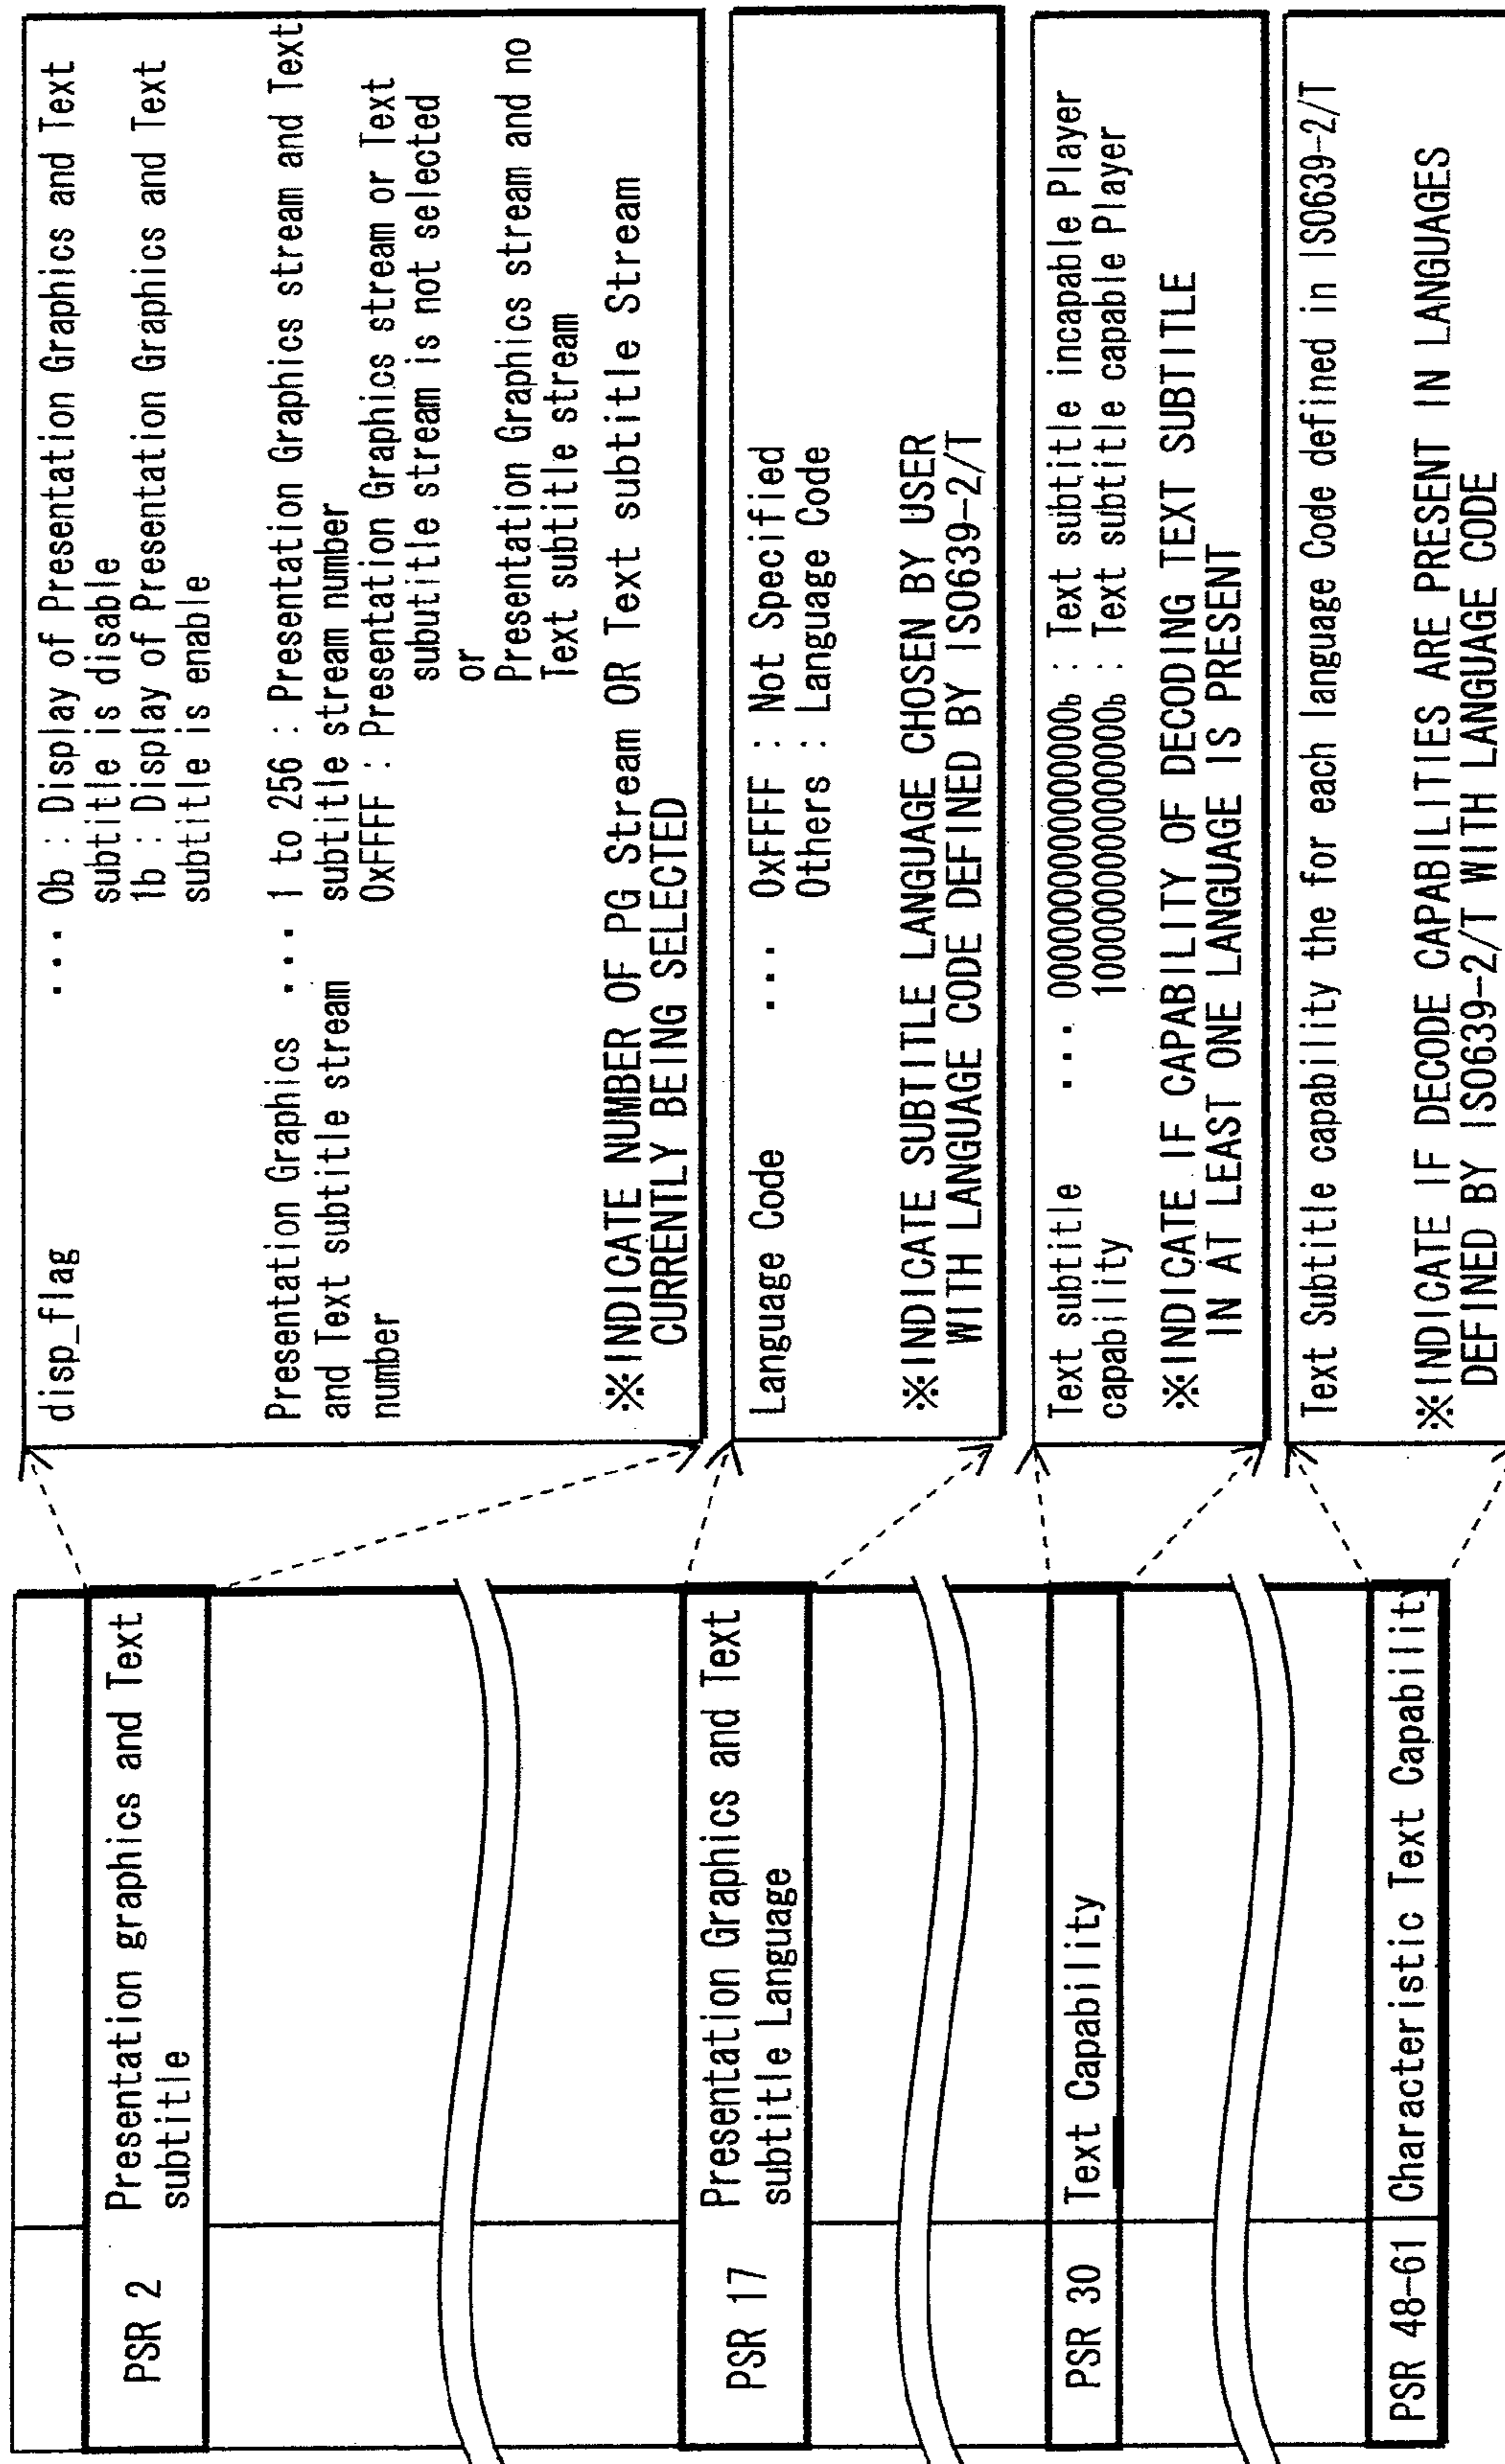 PSR 2
Presentation graphics and Text
subtitle
PSR 17
Presentation Graphics and Text
subtitle Language
PSR 30
Text Capability
PSR 48-61
Characteristic Text Capability
disp_flag
・・・ 0b : Display of Presentation Graphics and Text
subtitle is disable
1b : Display of Presentation Graphics and Text
subtitle is enable
Presentation Graphics ・・・ 1 to 256 : Presentation Graphics stream and Text
and Text subtitle stream
subtitle stream number
number
0xFFF : Presentation Graphics stream or Text
subutitle stream is not selected
or
Presentation Graphics stream and no
Text subtitle stream
※INDICATE NUMBER OF PG Stream OR Text subtitle Stream
CURRENTLY BEING SELECTED
Language Code ・・・ 0xFFFF : Not Specified
Others : Language Code
※INDICATE SUBTITLE LANGUAGE CHOSEN BY USER
WITH LANGUAGE CODE DEFINED BY ISO639-2/T
Text subtitle ・・・ 00000000000000000b : Text subtitle incapable Player
capability 10000000000000000b : Text subtitle capable Player
※INDICATE IF CAPABILITY OF DECODING TEXT SUBTITLE
IN AT LEAST ONE LANGUAGE IS PRESENT
Text Subtitle capability the for each language Code defined in ISO639-2/T
※INDICATE IF DECODE CAPABILITIES ARE PRESENT IN LANGUAGES
DEFINED BY ISO639-2/T WITH LANGUAGE CODE